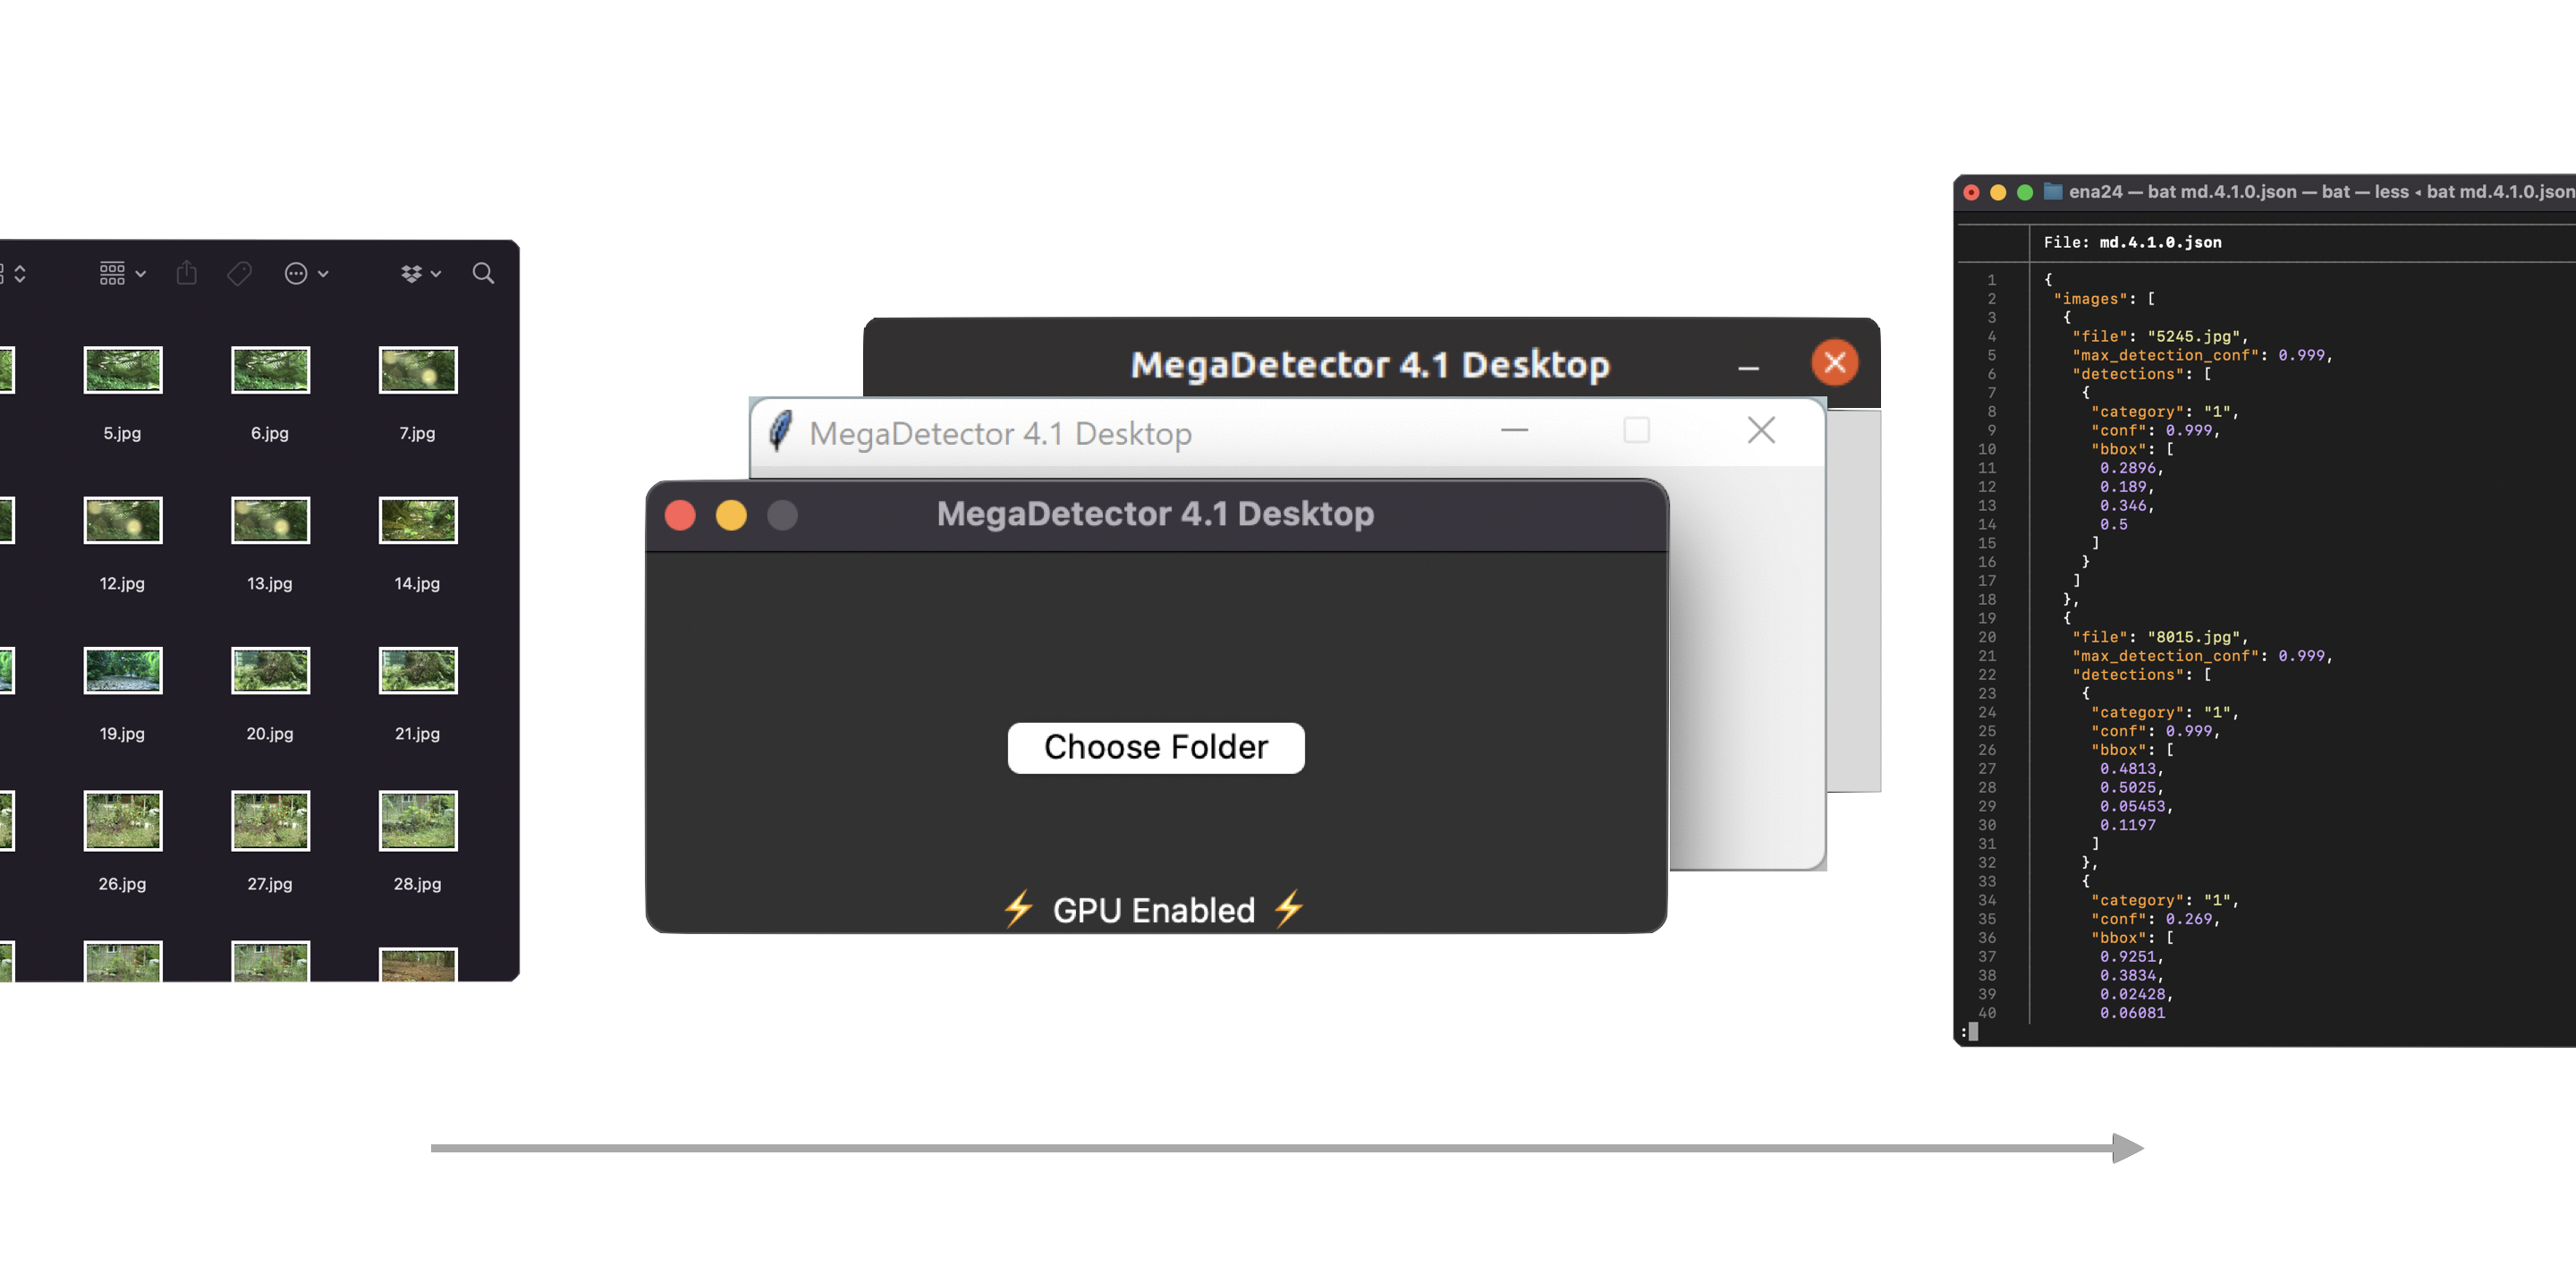 5.jpg 6.jpg 7.jpg
12.jpg 13.jpg 14.jpg
19.jpg 20.jpg 21.jpg
26.jpg 27.jpg 28.jpg
MegaDetector 4.1 Desktop
MegaDetector 4.1 Desktop
MegaDetector 4.1 Desktop
Choose Folder
⚡ GPU Enabled ⚡
ena24 — bat md.4.1.0.json — bat — less ◂ bat md.4.1.0.json
File: md.4.1.0.json
1 {
2 "images": [
3 {
4 "file": "5245.jpg",
5 "max_detection_conf": 0.999,
6 "detections": [
7 {
8 "category": "1",
9 "conf": 0.999,
10 "bbox": [
11 0.2896,
12 0.189,
13 0.346,
14 0.5
15 ]
16 }
17 ]
18 },
19 {
20 "file": "8015.jpg",
21 "max_detection_conf": 0.999,
22 "detections": [
23 {
24 "category": "1",
25 "conf": 0.999,
26 "bbox": [
27 0.4813,
28 0.5025,
29 0.05453,
30 0.1197
31 ]
32 },
33 {
34 "category": "1",
35 "conf": 0.269,
36 "bbox": [
37 0.9251,
38 0.3834,
39 0.02428,
40 0.06081
: